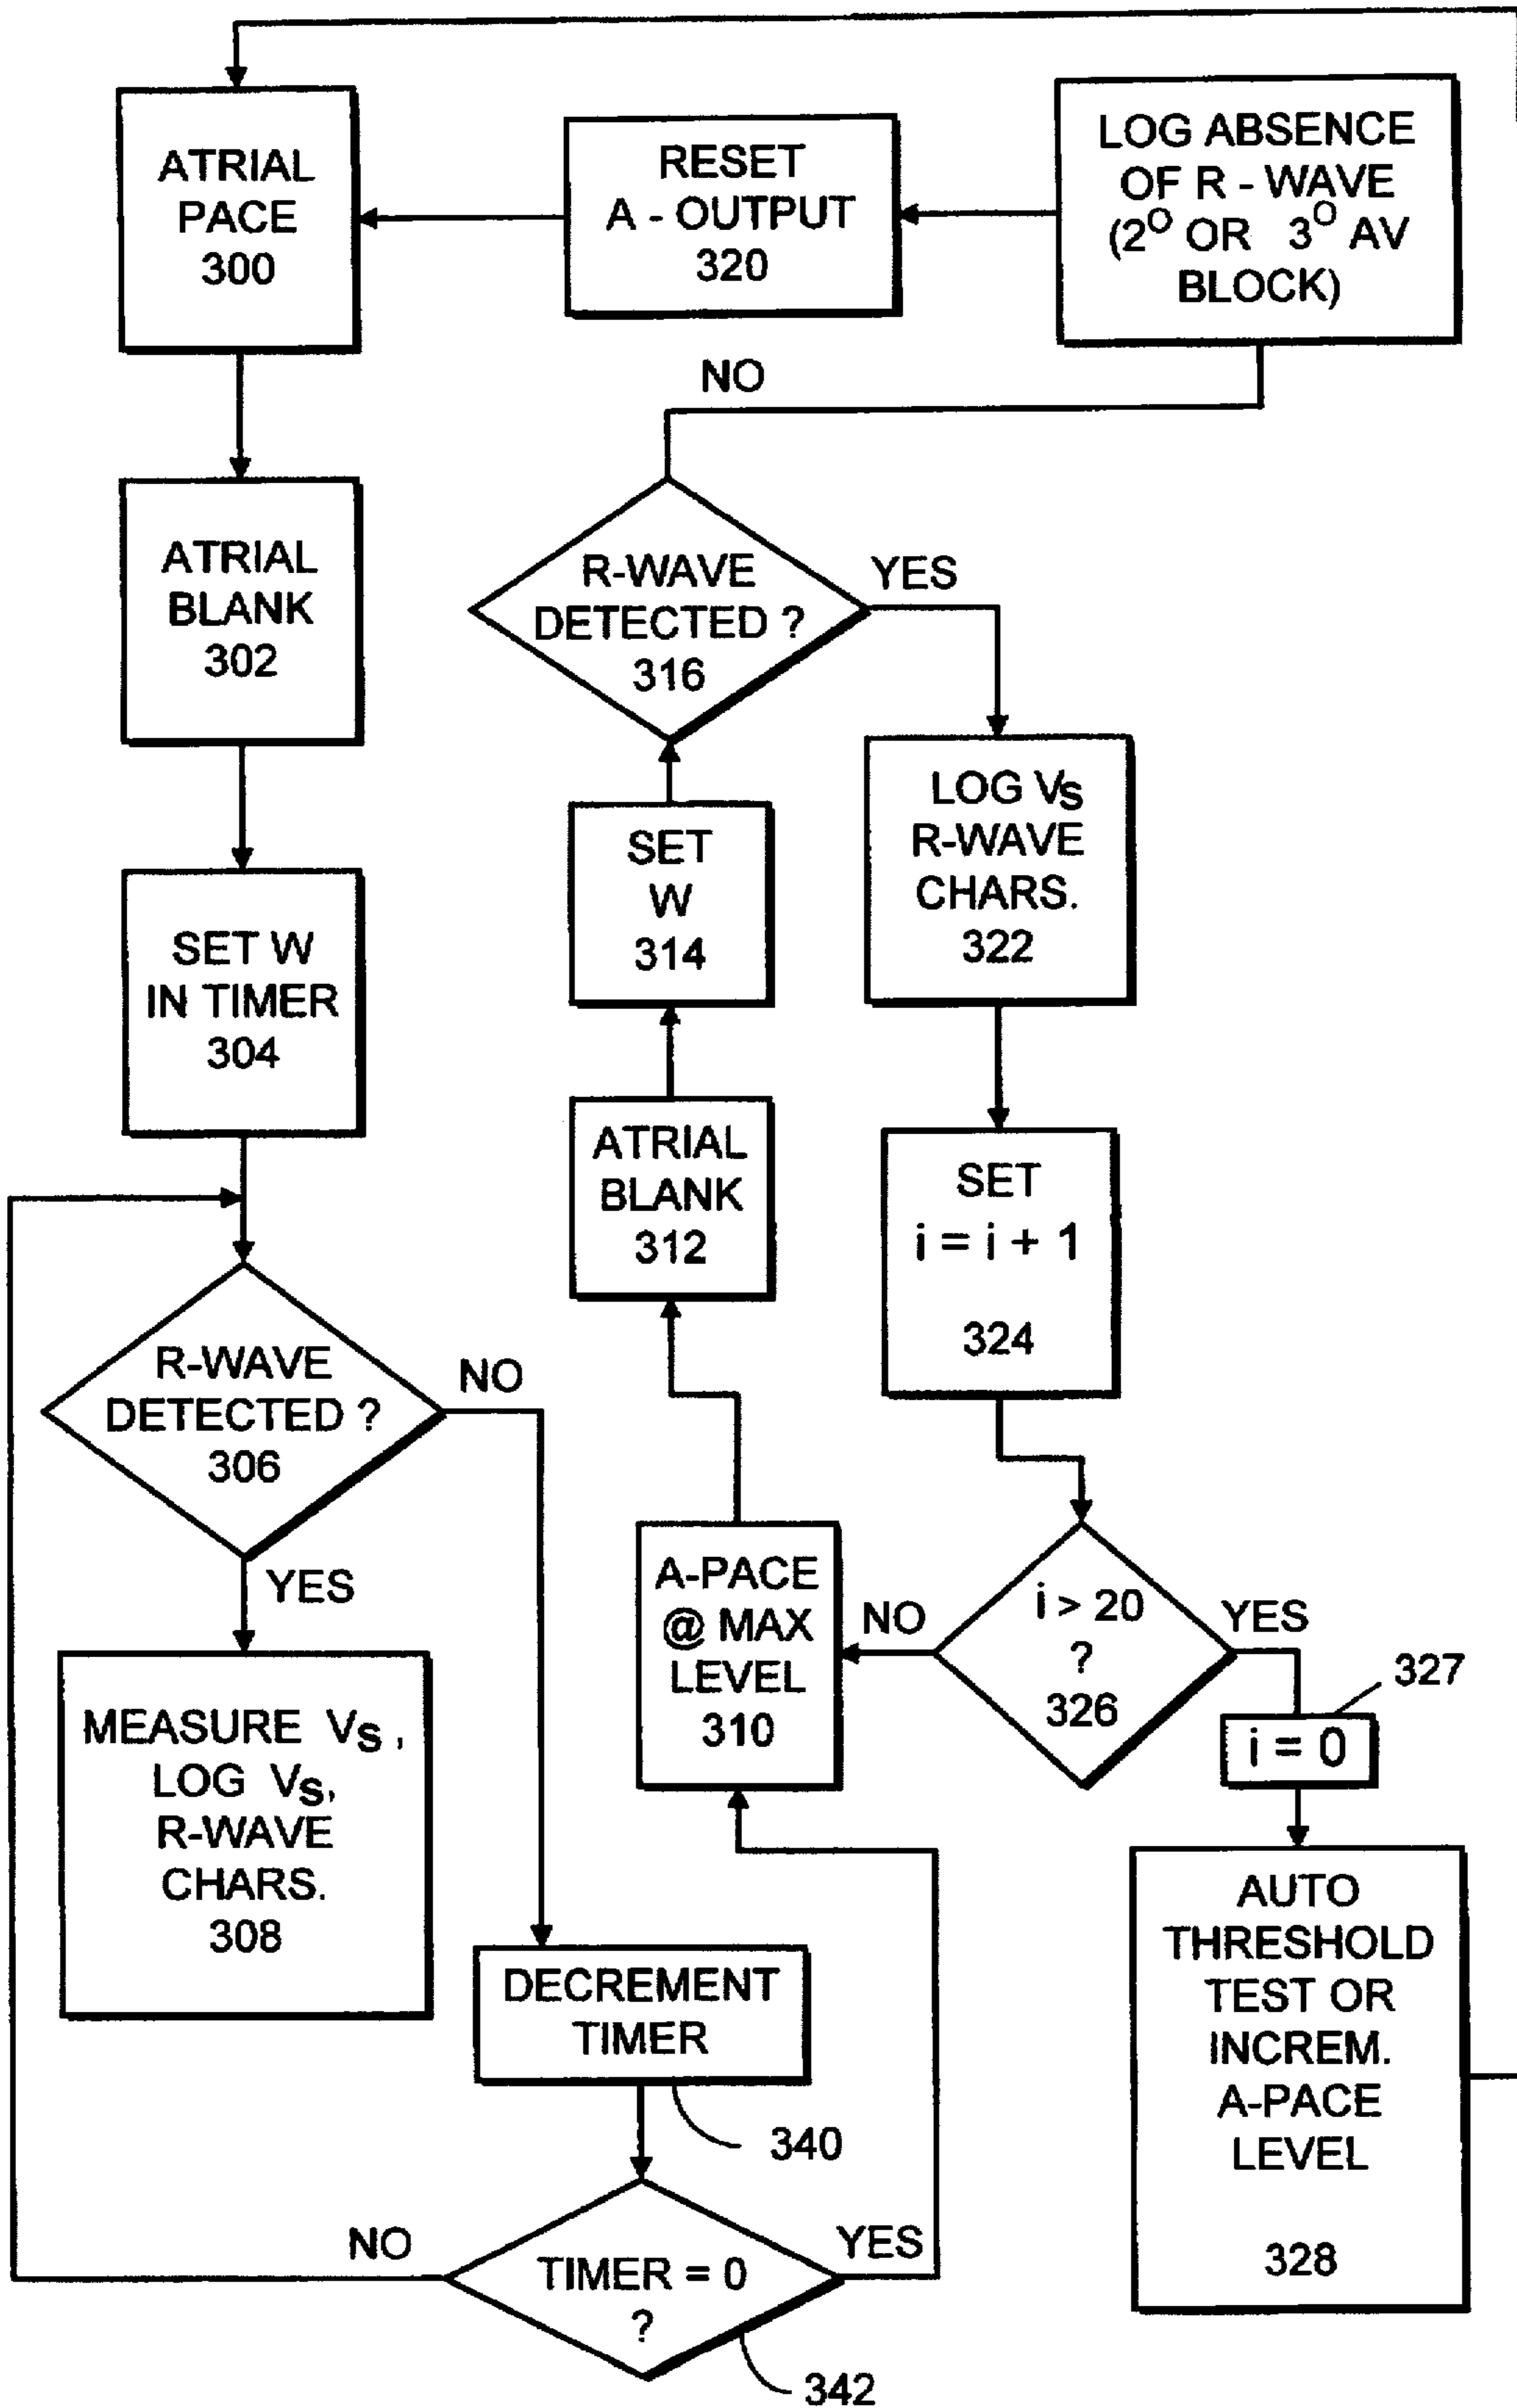 ATRIAL
PACE
300
RESET
A - OUTPUT
320
LOG ABSENCE
OF R - WAVE
(2° OR 3° AV
BLOCK)
NO
ATRIAL
BLANK
302
R-WAVE
DETECTED ?
316
YES
LOG Vs
R-WAVE
CHARS.
322
SET
W
314
SET W
IN TIMER
304
ATRIAL
BLANK
312
SET
i = i + 1
324
R-WAVE
DETECTED ?
306
NO
YES
A-PACE
@ MAX
LEVEL
310
NO
i > 20
?
326
YES
327
i = 0
MEASURE Vs,
LOG Vs,
R-WAVE
CHARS.
308
DECREMENT
TIMER
340
AUTO
THRESHOLD
TEST OR
INCREM.
A-PACE
LEVEL
328
NO
TIMER = 0
?
YES
342